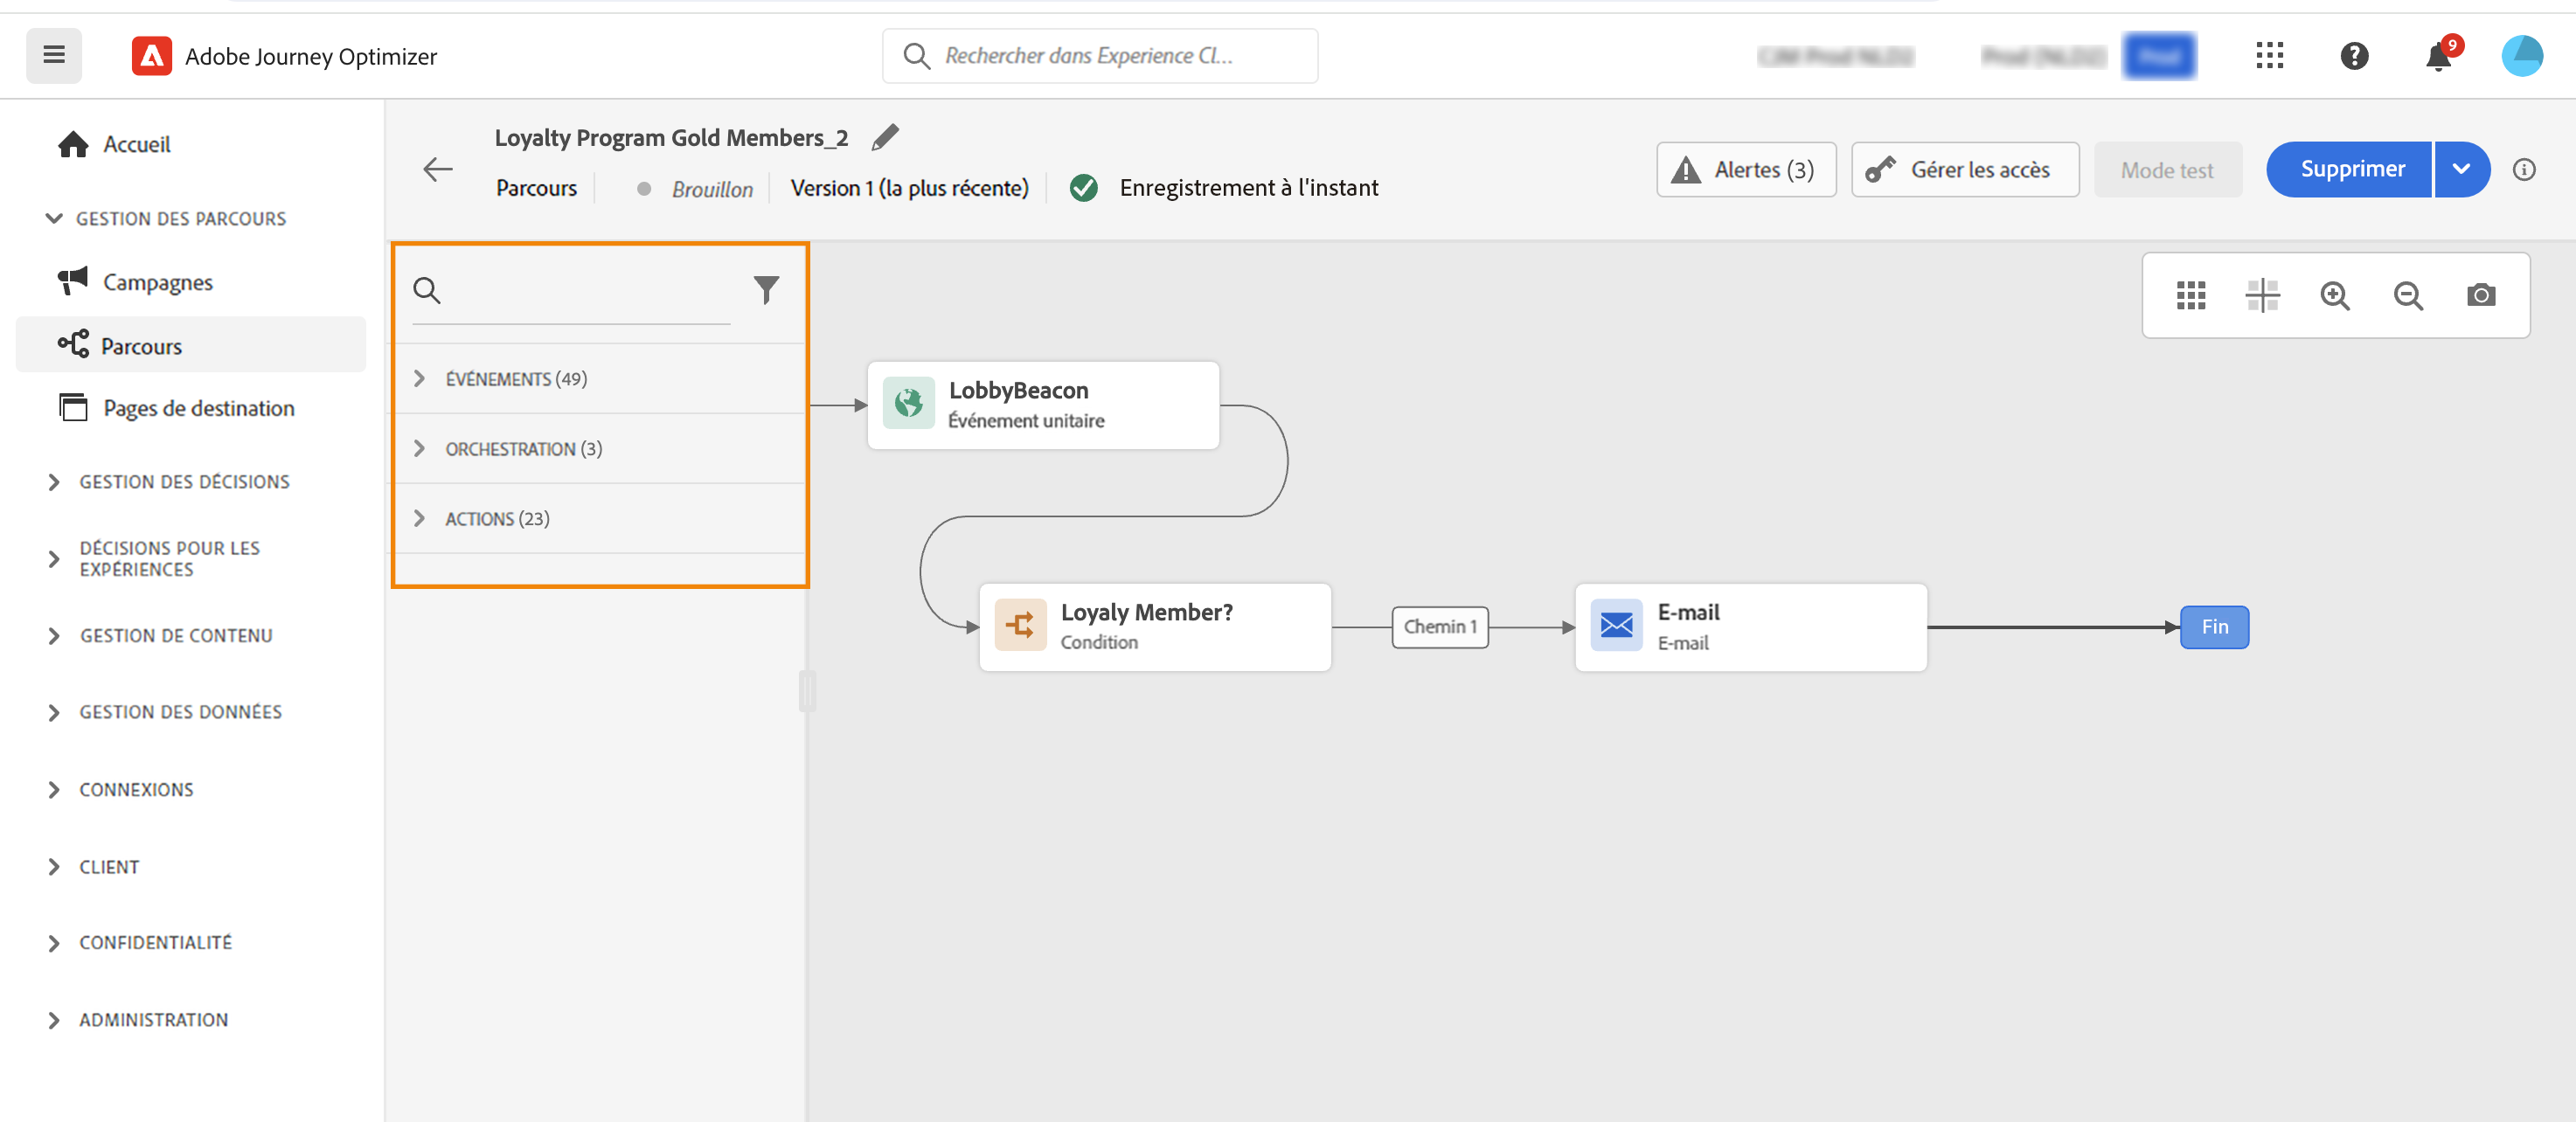 Adobe Journey Optimizer
Rechercher dans Experience Cl...
9
Accueil
GESTION DES PARCOURS
Campagnes
Parcours
Pages de destination
GESTION DES DÉCISIONS
DÉCISIONS POUR LES
EXPÉRIENCES
GESTION DE CONTENU
GESTION DES DONNÉES
CONNEXIONS
CLIENT
CONFIDENTIALITÉ
ADMINISTRATION
Loyalty Program Gold Members_2
Parcours
Brouillon
Version 1 (la plus récente)
Enregistrement à l'instant
Alertes (3)
Gérer les accès
Mode test
Supprimer
ÉVÉNEMENTS (49)
ORCHESTRATION (3)
ACTIONS (23)
LobbyBeacon
Événement unitaire
Loyaly Member?
Condition
Chemin 1
E-mail
E-mail
Fin